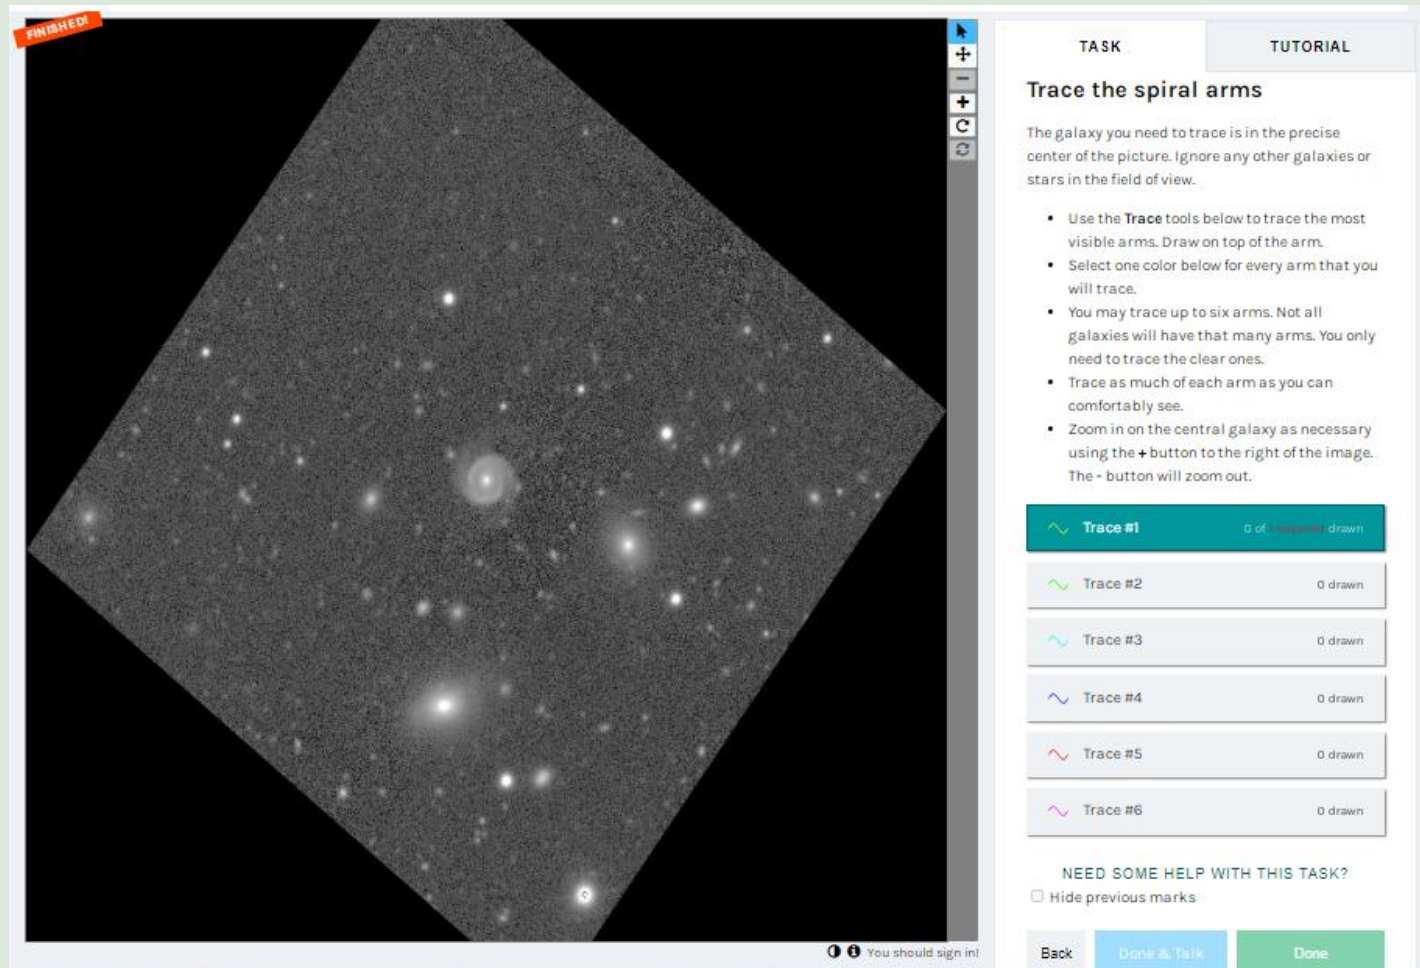 FINISHED!
TASK
TUTORIAL
Trace the spiral arms
The galaxy you need to trace is in the precise
center of the picture. Ignore any other galaxies or
stars in the field of view.
• Use the Trace tools below to trace the most
visible arms. Draw on top of the arm.
• Select one color below for every arm that you
will trace.
• You may trace up to six arms. Not all
galaxies will have that many arms. You only
need to trace the clear ones.
• Trace as much of each arm as you can
comfortably see.
• Zoom in on the central galaxy as necessary
using the + button to the right of the image.
The - button will zoom out.
Trace #1 0 of 1 required drawn
Trace #2 0 drawn
Trace #3 0 drawn
Trace #4 0 drawn
Trace #5 0 drawn
Trace #6 0 drawn
NEED SOME HELP WITH THIS TASK?
Hide previous marks
You should sign in!
Back
Done & Talk
Done